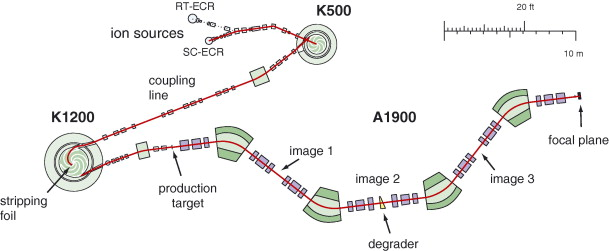 RT-ECR
K500
20 ft
ion sources
SC-ECR
10 m
coupling
line
K1200
A1900
focal plane
image 1
stripping
foil
production
target
image 2
image 3
degrader